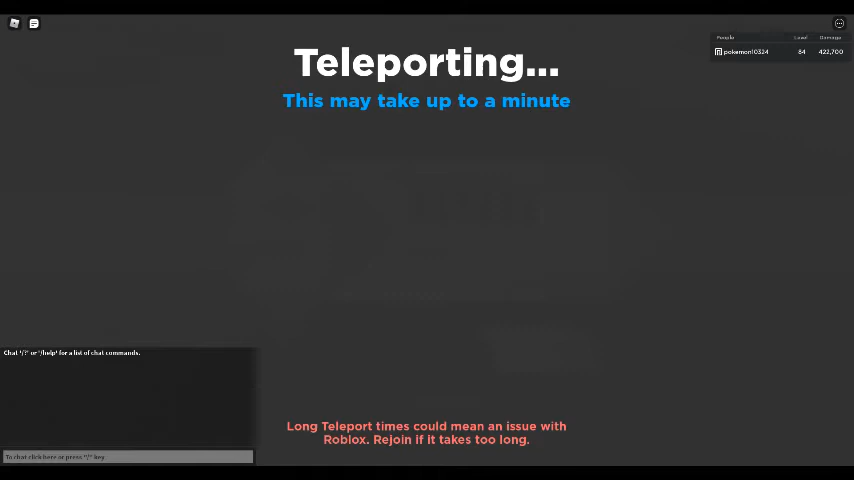 Teleporting...
This may take up to a minute
People Level Damage
pokemon10324 84 422,700
Chat '/?' or '/help' for a list of chat commands.
Long Teleport times could mean an issue with
Roblox. Rejoin if it takes too long.
To chat click here or press "/" key